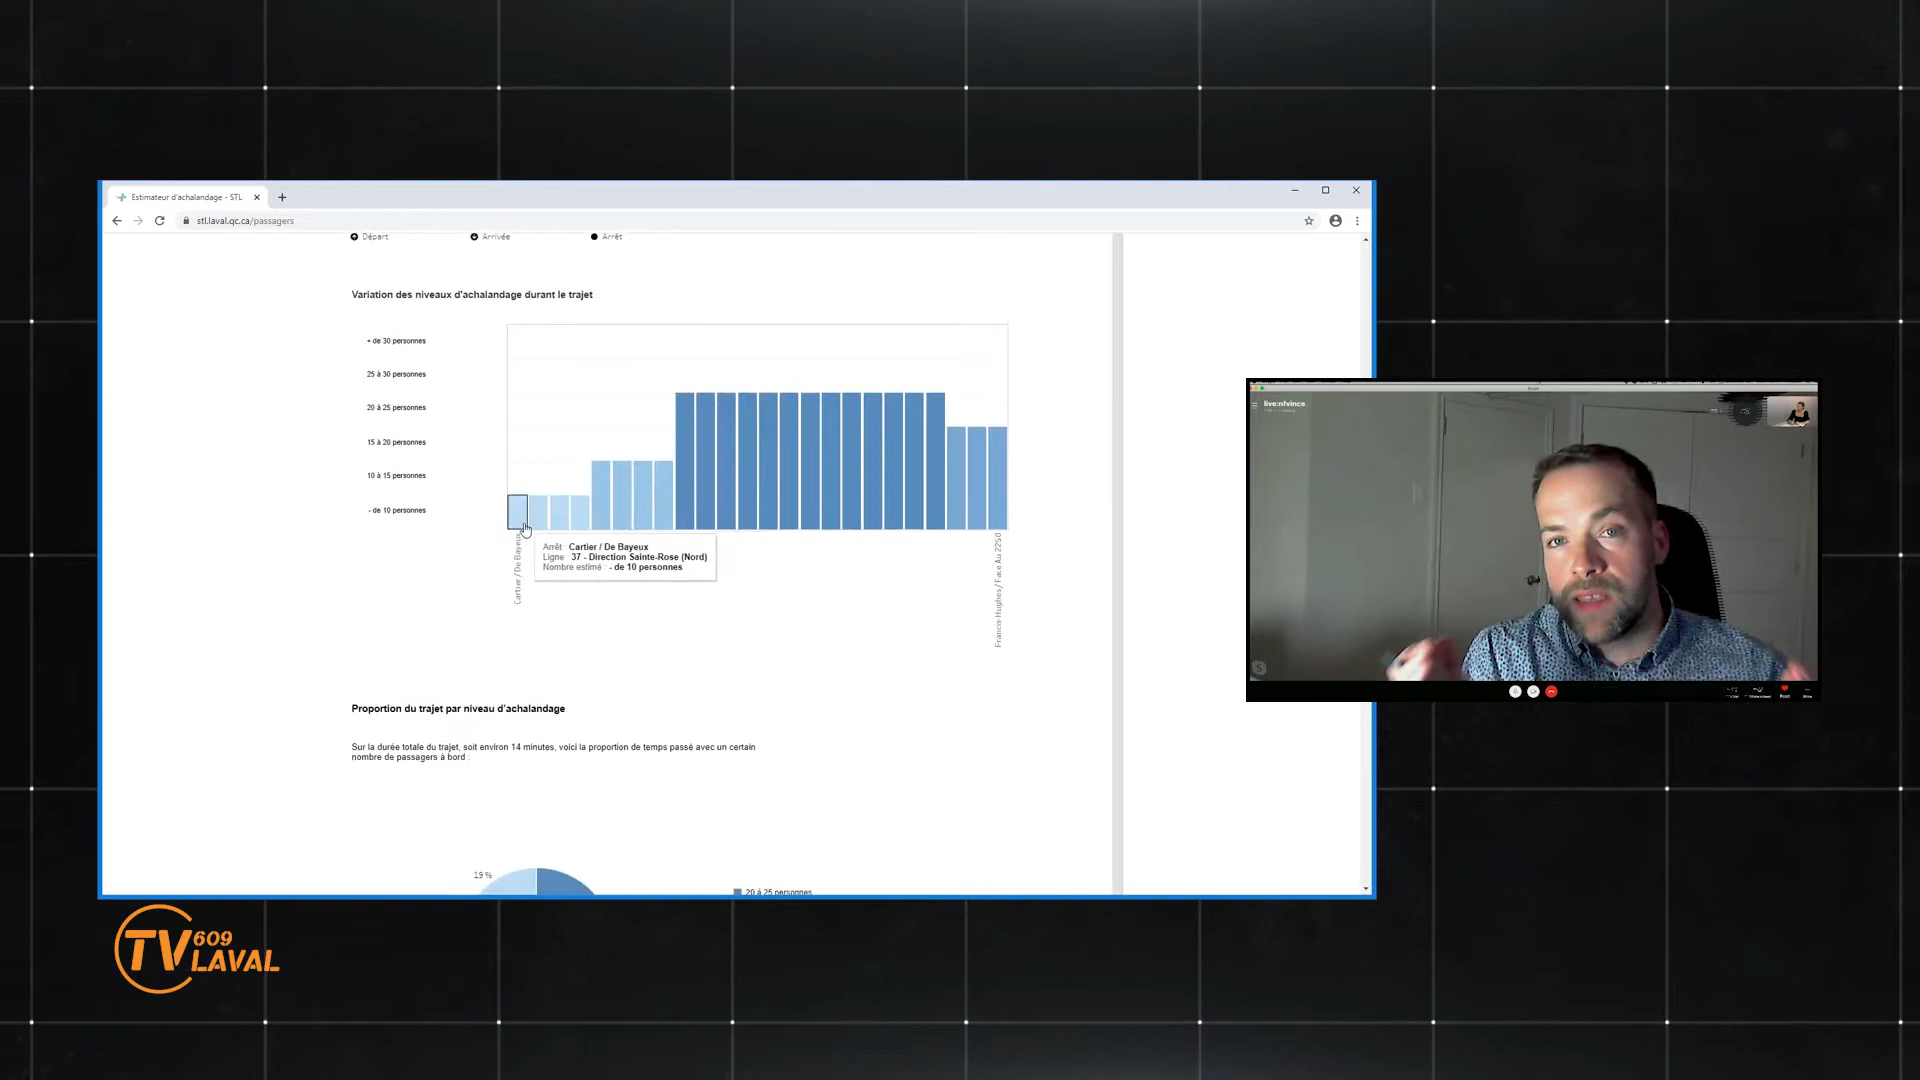 Estimateur d'achalandage - STL
stl.laval.qc.ca/passagers
Départ
Arrivée
Arrêt
Variation des niveaux d'achalandage durant le trajet
+ de 30 personnes
25 à 30 personnes
20 à 25 personnes
15 à 20 personnes
10 à 15 personnes
- de 10 personnes
Cartier / De Bayeux
Arrêt : Cartier / De Bayeux
Ligne : 37 - Direction Sainte-Rose (Nord)
Nombre estimé : - de 10 personnes
Francis-Hughes / Face Au 2250
Proportion du trajet par niveau d'achalandage
Sur la durée totale du trajet, soit environ 14 minutes, voici la proportion de temps passé avec un certain
nombre de passagers à bord :
19 %
20 à 25 personnes
live:nfvince
React
TV 609
LAVAL